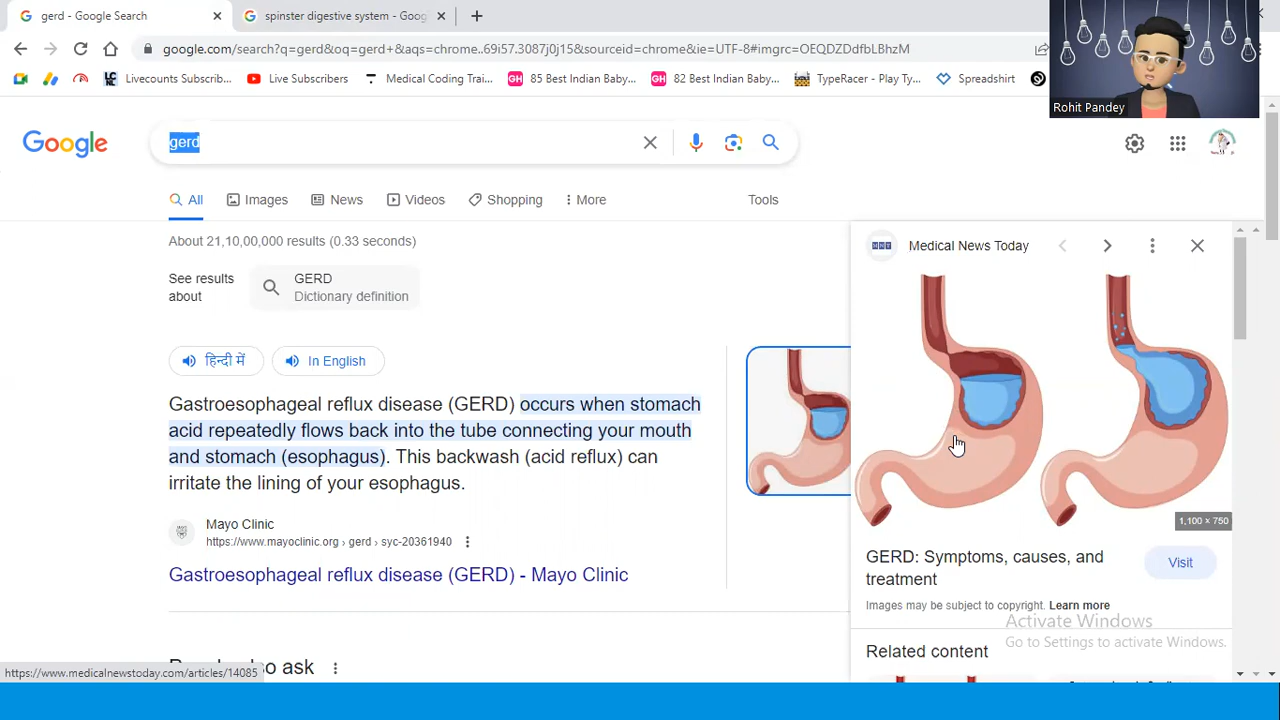 gerd - Google Search
spinster digestive system - Goog
google.com/search?q=gerd&oq=gerd+&aqs=chrome..69i57.3087j0j15&sourceid=chrome&ie=UTF-8#imgrc=OEQDZDdfbLBhzM
Livecounts Subscrib...
Live Subscribers
Medical Coding Trai...
85 Best Indian Baby...
82 Best Indian Baby...
TypeRacer - Play Ty...
Spreadshirt
Rohit Pandey
Google
gerd
All
Images
News
Videos
Shopping
More
Tools
About 21,10,00,000 results (0.33 seconds)
See results about
GERD
Dictionary definition
हिन्दी में
In English
Gastroesophageal reflux disease (GERD) occurs when stomach
acid repeatedly flows back into the tube connecting your mouth
and stomach (esophagus). This backwash (acid reflux) can
irritate the lining of your esophagus.
Mayo Clinic
https://www.mayoclinic.org › gerd › syc-20361940
Gastroesophageal reflux disease (GERD) - Mayo Clinic
Medical News Today
1,100 × 750
GERD: Symptoms, causes, and
treatment
Visit
Images may be subject to copyright. Learn more
Activate Windows
Go to Settings to activate Windows.
Related content
https://www.medicalnewstoday.com/articles/14085
so ask